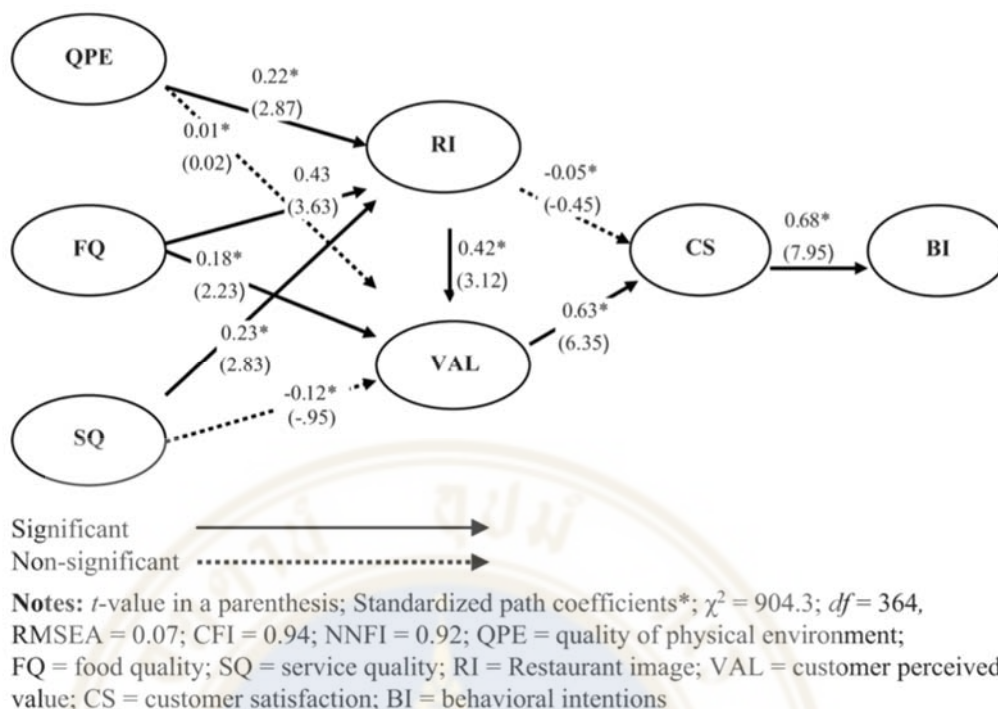 QPE
0.22*
(2.87)
0.01*
(0.02)
RI
0.43
(3.63)
-0.05*
(-0.45)
FQ
0.18*
(2.23)
0.42*
(3.12)
CS
0.68*
(7.95)
BI
0.23*
(2.83)
0.63*
(6.35)
VAL
-0.12*
(-.95)
SQ
Significant
Non-significant
Notes: t-value in a parenthesis; Standardized path coefficients*; χ² = 904.3; df = 364,
RMSEA = 0.07; CFI = 0.94; NNFI = 0.92; QPE = quality of physical environment;
FQ = food quality; SQ = service quality; RI = Restaurant image; VAL = customer perceived
value; CS = customer satisfaction; BI = behavioral intentions